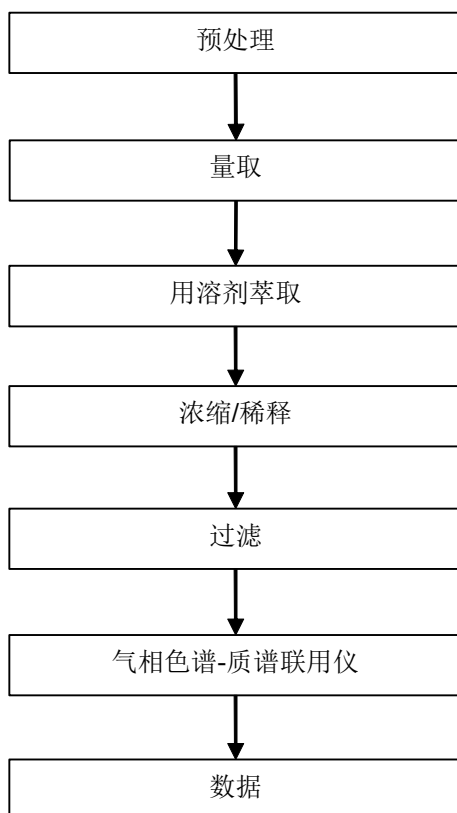 预处理
量取
用溶剂萃取
浓缩/稀释
过滤
气相色谱-质谱联用仪
数据